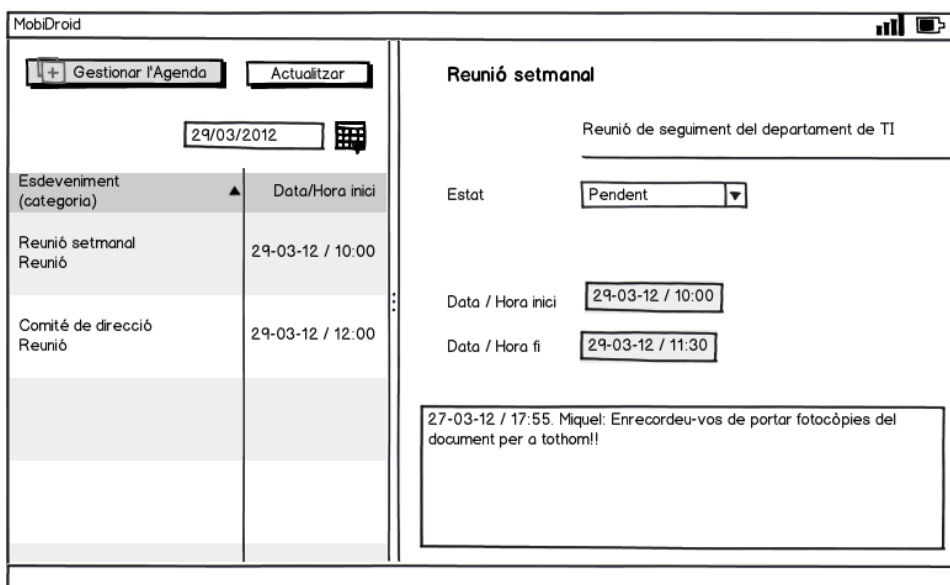 MobiDroid
Gestionar l'Agenda
Actualitzar
29/03/2012
Esdeveniment
(categoria)
Data/Hora inici
Reunió setmanal
Reunió
29-03-12 / 10:00
Comité de direcció
Reunió
29-03-12 / 12:00
Reunió setmanal
Reunió de seguiment del departament de TI
Estat
Pendent
Data / Hora inici
29-03-12 / 10:00
Data / Hora fi
29-03-12 / 11:30
27-03-12 / 17:55. Miquel: Enrecordeu-vos de portar fotocòpies del
document per a tothom!!